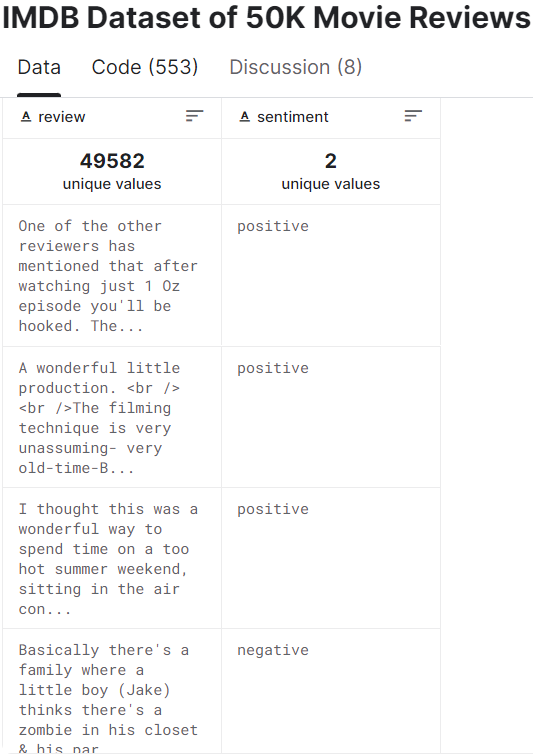 IMDB Dataset of 50K Movie Reviews
Data Code (553) Discussion (8)
A review A sentiment
49582 2
unique values unique values
One of the other positive
reviewers has
mentioned that after
watching just 1 Oz
episode you'll be
hooked. The...
A wonderful little positive
production. <br />
<br />The filming
technique is very
unassuming- very
old-time-B...
I thought this was a positive
wonderful way to
spend time on a too
hot summer weekend,
sitting in the air
con...
Basically there's a negative
family where a
little boy (Jake)
thinks there's a
zombie in his closet
& his par